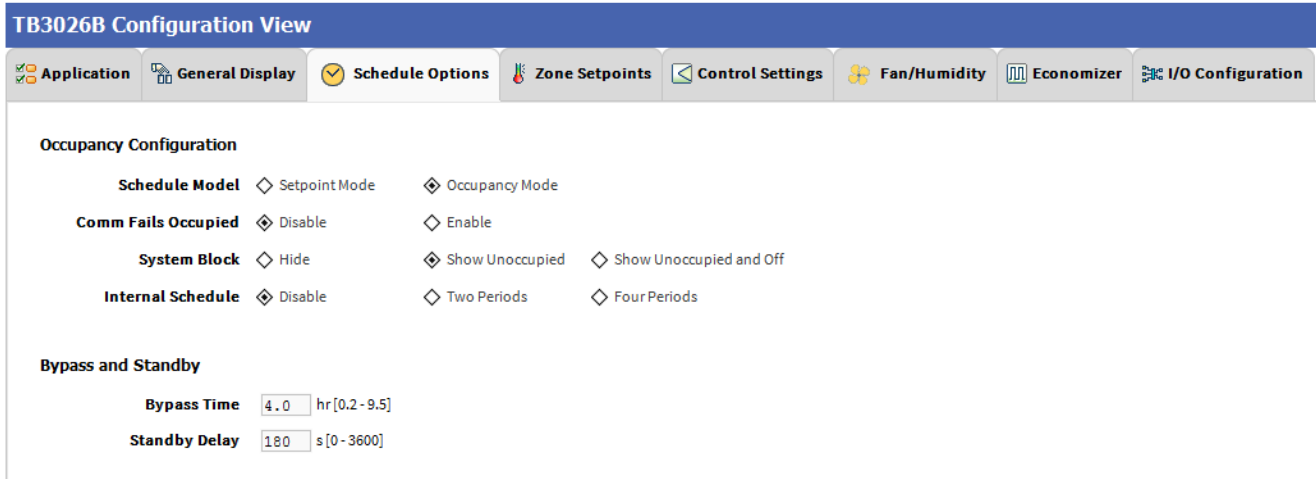 TB3026B Configuration View
Application General Display Schedule Options Zone Setpoints Control Settings Fan/Humidity Economizer I/O Configuration
Occupancy Configuration
Schedule Model Setpoint Mode Occupancy Mode
Comm Fails Occupied Disable Enable
System Block Hide Show Unoccupied Show Unoccupied and Off
Internal Schedule Disable Two Periods Four Periods
Bypass and Standby
Bypass Time 4.0 hr [0.2 - 9.5]
Standby Delay 180 s [0 - 3600]